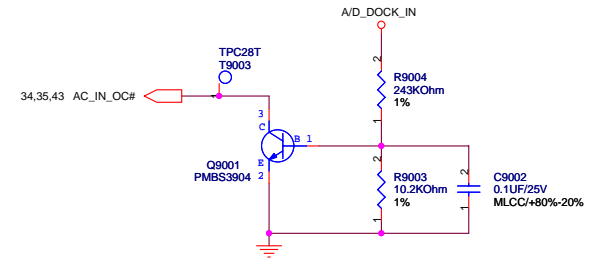 A/D_DOCK_IN
TPC28T
T9003
34,35,43 AC_IN_OC#
1
2
R9004
243KOhm
1%
1
3
C
B 1
E
2
Q9001
PMBS3904
2
R9003
10.2KOhm
1%
1
2
C9002
0.1UF/25V
MLCC/+80%-20%
1